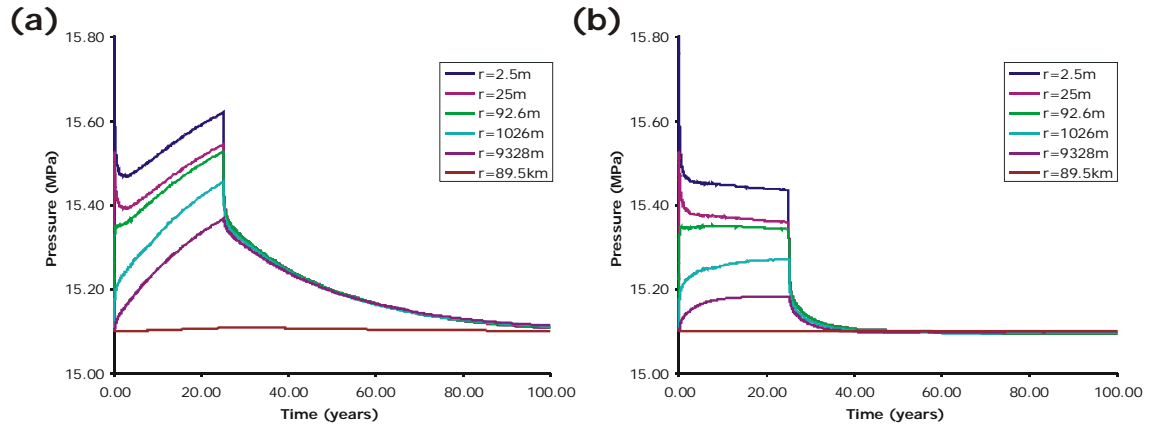 (a)
15.80
15.60
15.40
15.20
15.00
Pressure (MPa)
0.00 20.00 40.00 60.00 80.00 100.00
Time (years)
r=2.5m
r=25m
r=92.6m
r=1026m
r=9328m
r=89.5km
(b)
15.80
15.60
15.40
15.20
15.00
Pressure (MPa)
0.00 20.00 40.00 60.00 80.00 100.00
Time (years)
r=2.5m
r=25m
r=92.6m
r=1026m
r=9328m
r=89.5km